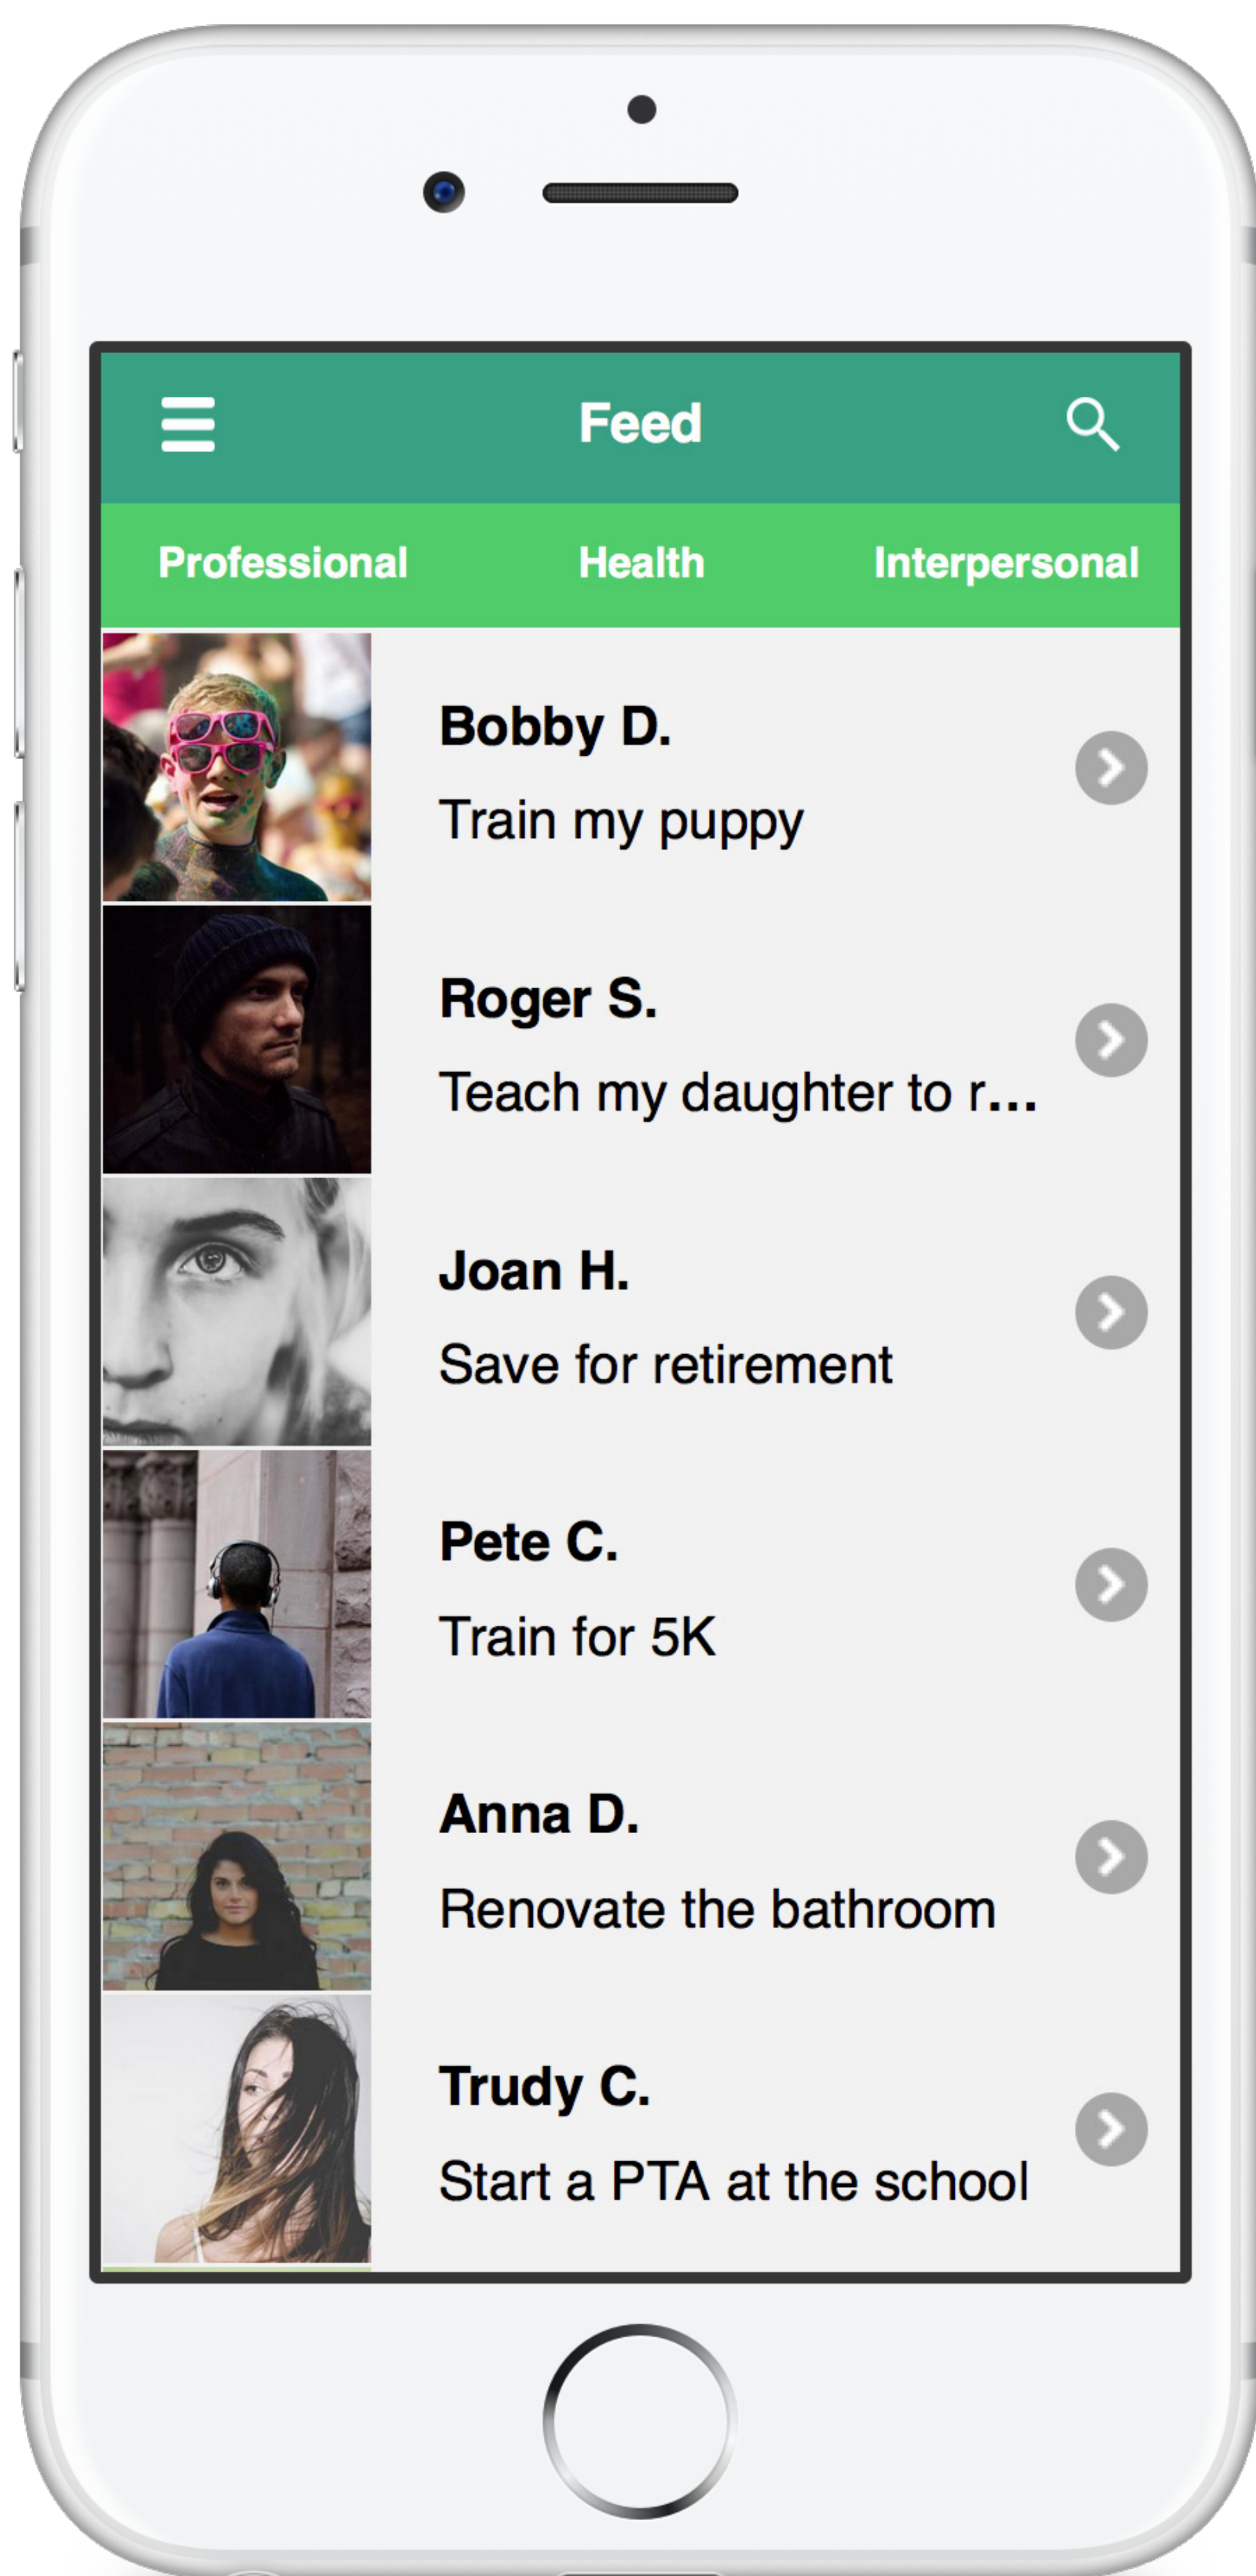 Feed
Professional Health Interpersonal
Bobby D.
Train my puppy
Roger S.
Teach my daughter to r...
Joan H.
Save for retirement
Pete C.
Train for 5K
Anna D.
Renovate the bathroom
Trudy C.
Start a PTA at the school